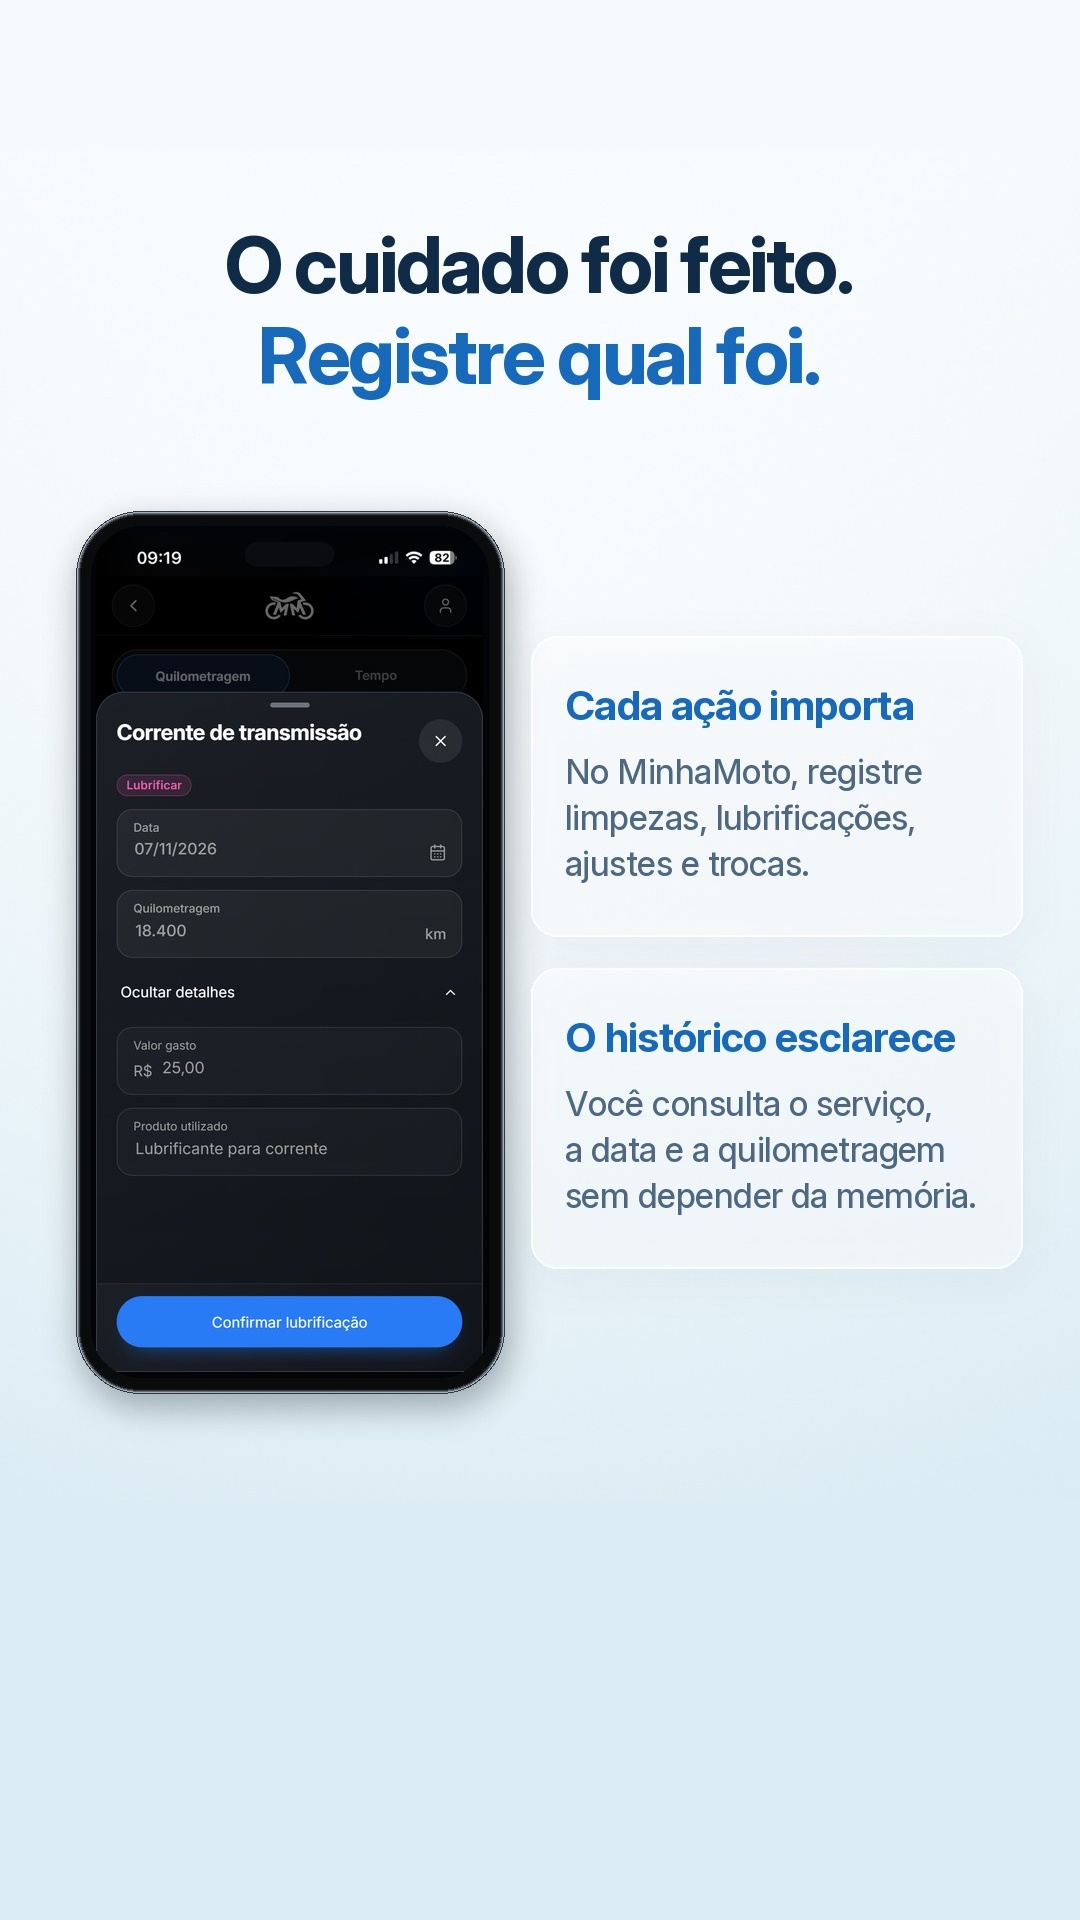 O cuidado foi feito.
Registre qual foi.
09:19
82
MM
Quilometragem
Tempo
Corrente de transmissão
Lubrificar
Data
07/11/2026
Quilometragem
18.400
km
Ocultar detalhes
Valor gasto
R$ 25,00
Produto utilizado
Lubrificante para corrente
Confirmar lubrificação
Cada ação importa
No MinhaMoto, registre
limpezas, lubrificações,
ajustes e trocas.
O histórico esclarece
Você consulta o serviço,
a data e a quilometragem
sem depender da memória.